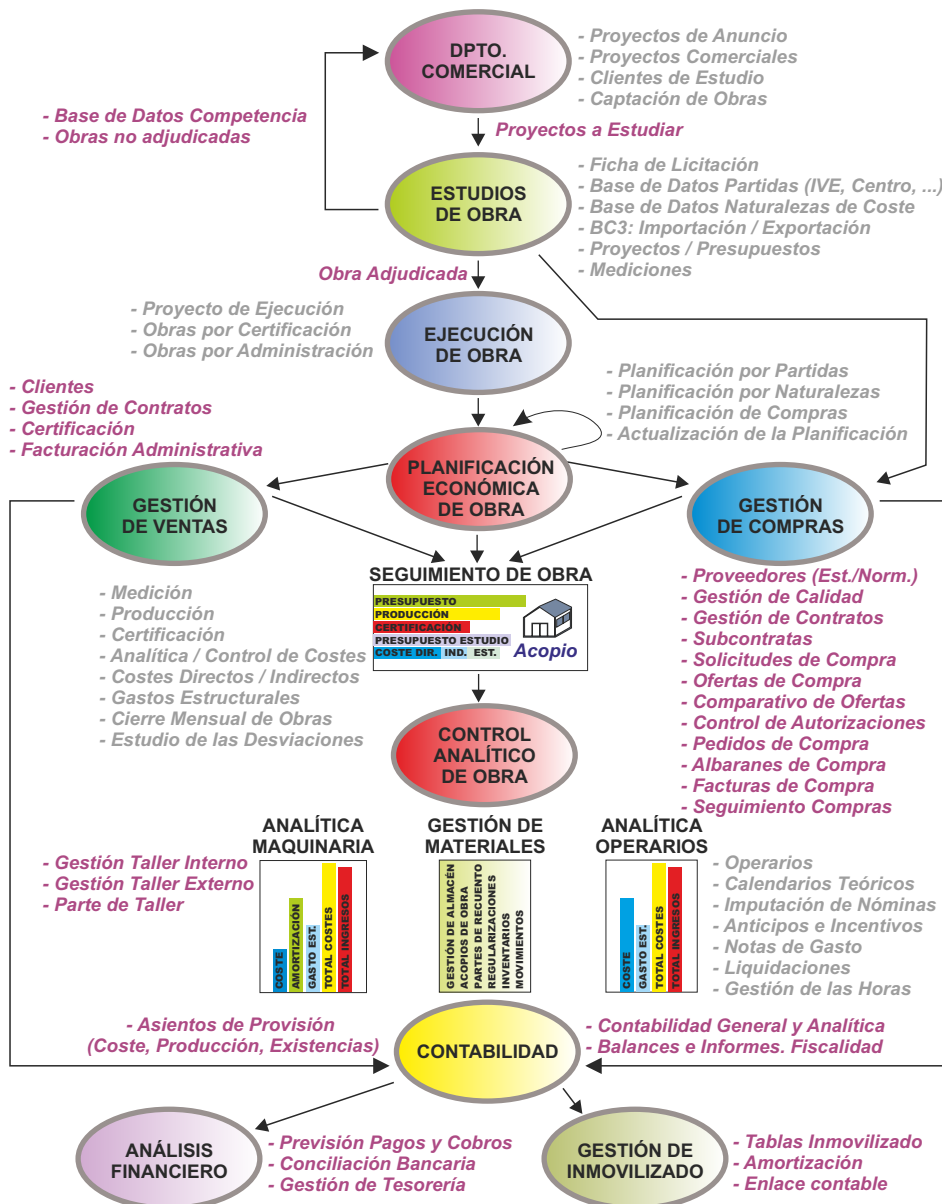 DPTO.
COMERCIAL
- Proyectos de Anuncio
- Proyectos Comerciales
- Clientes de Estudio
- Captación de Obras
- Base de Datos Competencia
- Obras no adjudicadas
Proyectos a Estudiar
ESTUDIOS
DE OBRA
- Ficha de Licitación
- Base de Datos Partidas (IVE, Centro, ...)
- Base de Datos Naturalezas de Coste
- BC3: Importación / Exportación
- Proyectos / Presupuestos
- Mediciones
Obra Adjudicada
- Proyecto de Ejecución
- Obras por Certificación
- Obras por Administración
EJECUCIÓN
DE OBRA
- Planificación por Partidas
- Planificación por Naturalezas
- Planificación de Compras
- Actualización de la Planificación
- Clientes
- Gestión de Contratos
- Certificación
- Facturación Administrativa
PLANIFICACIÓN
ECONÓMICA
DE OBRA
GESTIÓN
DE VENTAS
GESTIÓN
DE COMPRAS
SEGUIMIENTO DE OBRA
PRESUPUESTO
PRODUCCIÓN
CERTIFICACIÓN
PRESUPUESTO ESTUDIO
COSTE DIR. IND. EST.
Acopio
- Medición
- Producción
- Certificación
- Analítica / Control de Costes
- Costes Directos / Indirectos
- Gastos Estructurales
- Cierre Mensual de Obras
- Estudio de las Desviaciones
- Proveedores (Est./Norm.)
- Gestión de Calidad
- Gestión de Contratos
- Subcontratas
- Solicitudes de Compra
- Ofertas de Compra
- Comparativo de Ofertas
- Control de Autorizaciones
- Pedidos de Compra
- Albaranes de Compra
- Facturas de Compra
- Seguimiento Compras
CONTROL
ANALÍTICO
DE OBRA
ANALÍTICA
MAQUINARIA
GESTIÓN DE
MATERIALES
ANALÍTICA
OPERARIOS
- Gestión Taller Interno
- Gestión Taller Externo
- Parte de Taller
COSTE
AMORTIZACIÓN
GASTO EST.
TOTAL COSTES
TOTAL INGRESOS
GESTIÓN DE ALMACÉN
ACOPIOS DE OBRA
PARTES DE RECUENTO
REGULARIZACIONES
INVENTARIOS
MOVIMIENTOS
COSTE
GASTO EST.
TOTAL COSTES
TOTAL INGRESOS
- Operarios
- Calendarios Teóricos
- Imputación de Nóminas
- Anticipos e Incentivos
- Notas de Gasto
- Liquidaciones
- Gestión de las Horas
- Asientos de Provisión
(Coste, Producción, Existencias)
CONTABILIDAD
- Contabilidad General y Analítica
- Balances e Informes. Fiscalidad
ANÁLISIS
FINANCIERO
- Previsión Pagos y Cobros
- Conciliación Bancaria
- Gestión de Tesorería
GESTIÓN DE
INMOVILIZADO
- Tablas Inmovilizado
- Amortización
- Enlace contable